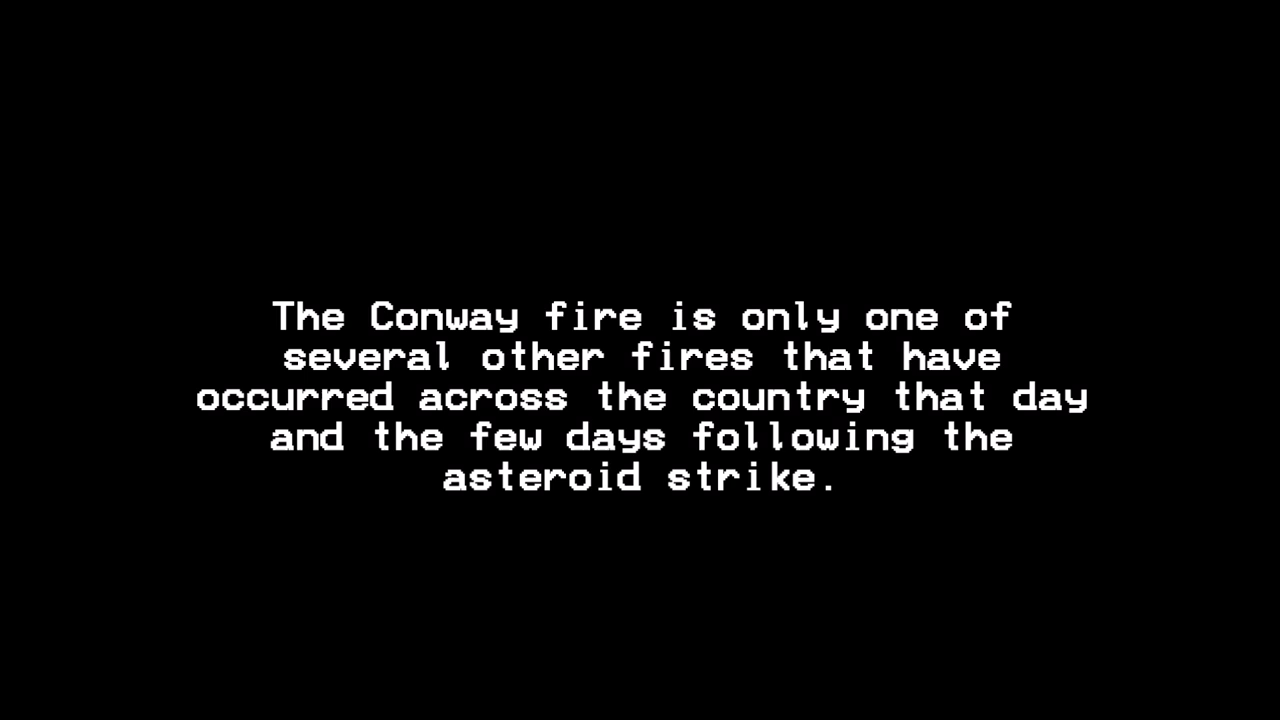 The Conway fire is only one of
several other fires that have
occurred across the country that day
and the few days following the
asteroid strike.